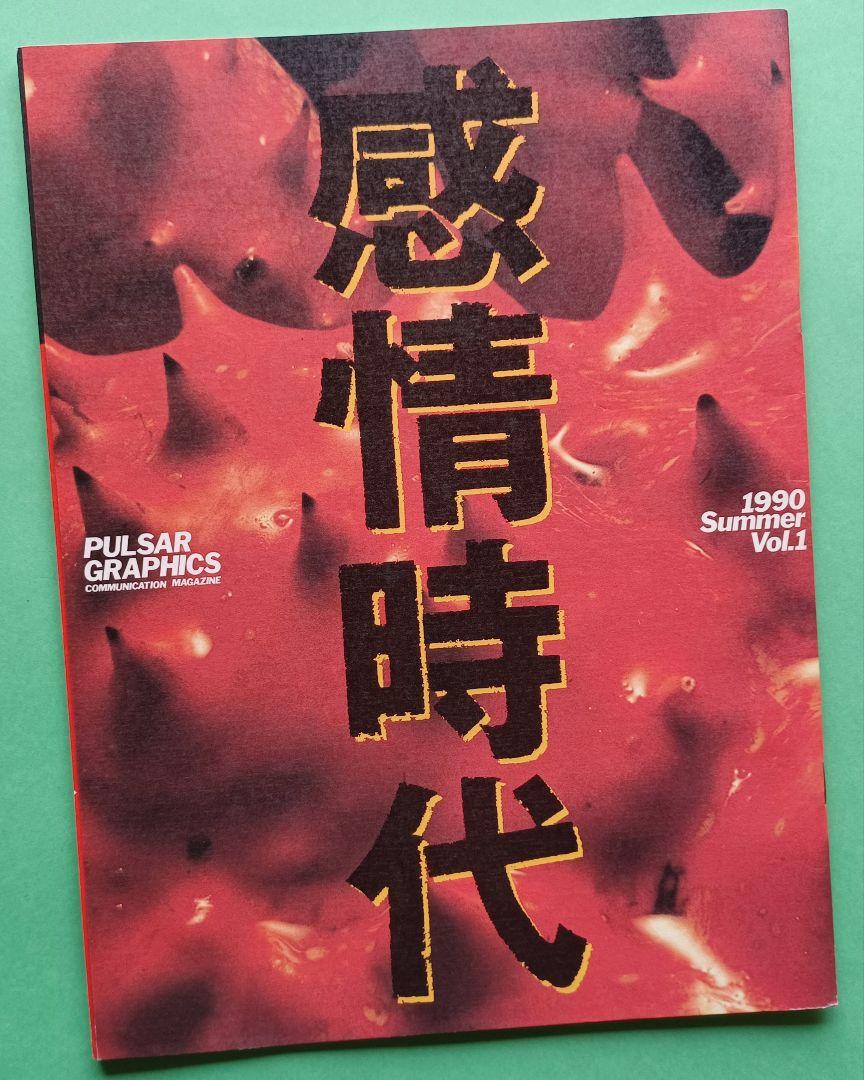 感情時代
PULSAR
GRAPHICS
COMMUNICATION MAGAZINE
1990
Summer
Vol.1